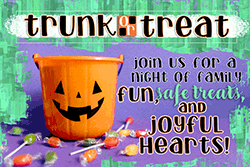 trunk or treat
join us for a
night of family,
fun, safe treats,
and
joyful
hearts!